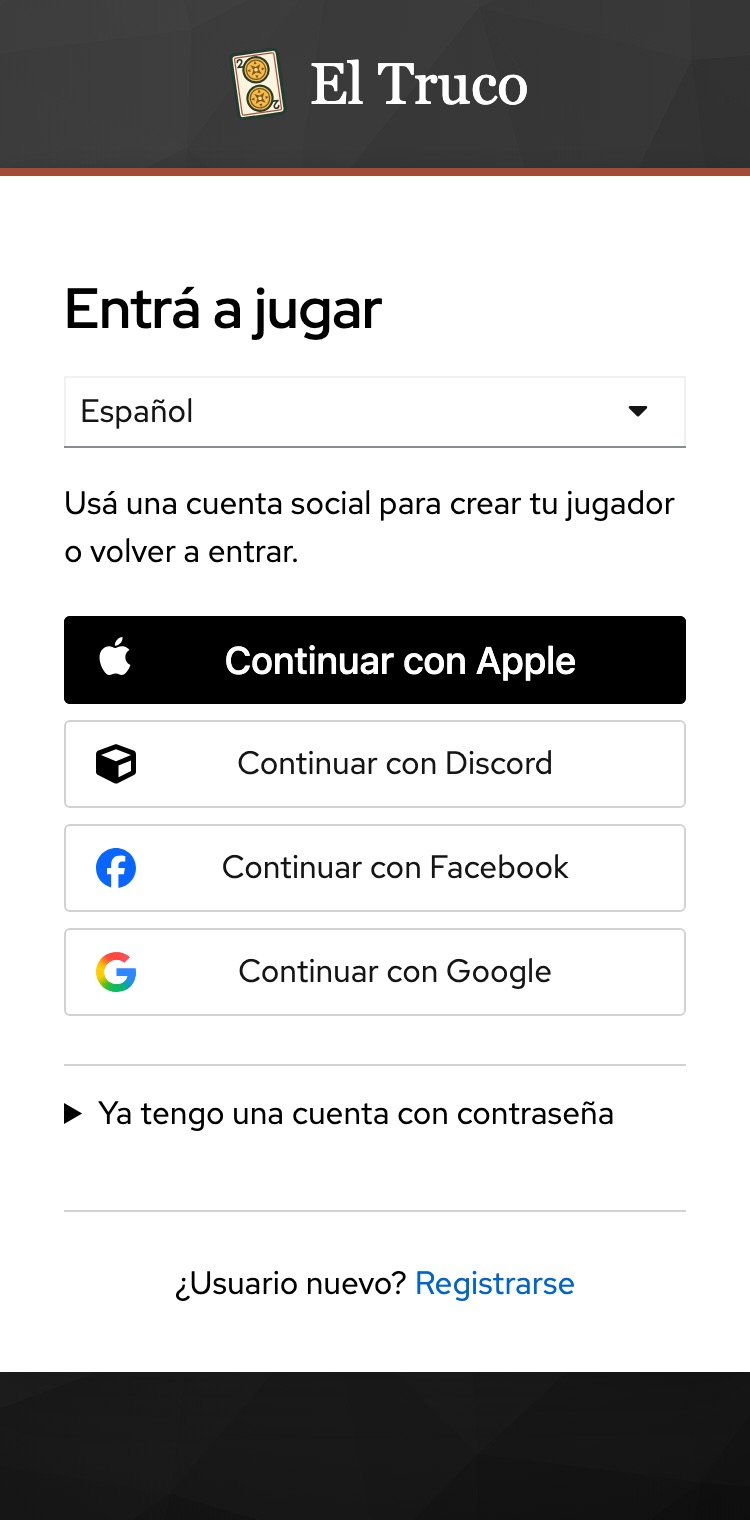 El Truco
Entrá a jugar
Español
Usá una cuenta social para crear tu jugador
o volver a entrar.
Continuar con Apple
Continuar con Discord
Continuar con Facebook
Continuar con Google
Ya tengo una cuenta con contraseña
¿Usuario nuevo? Registrarse